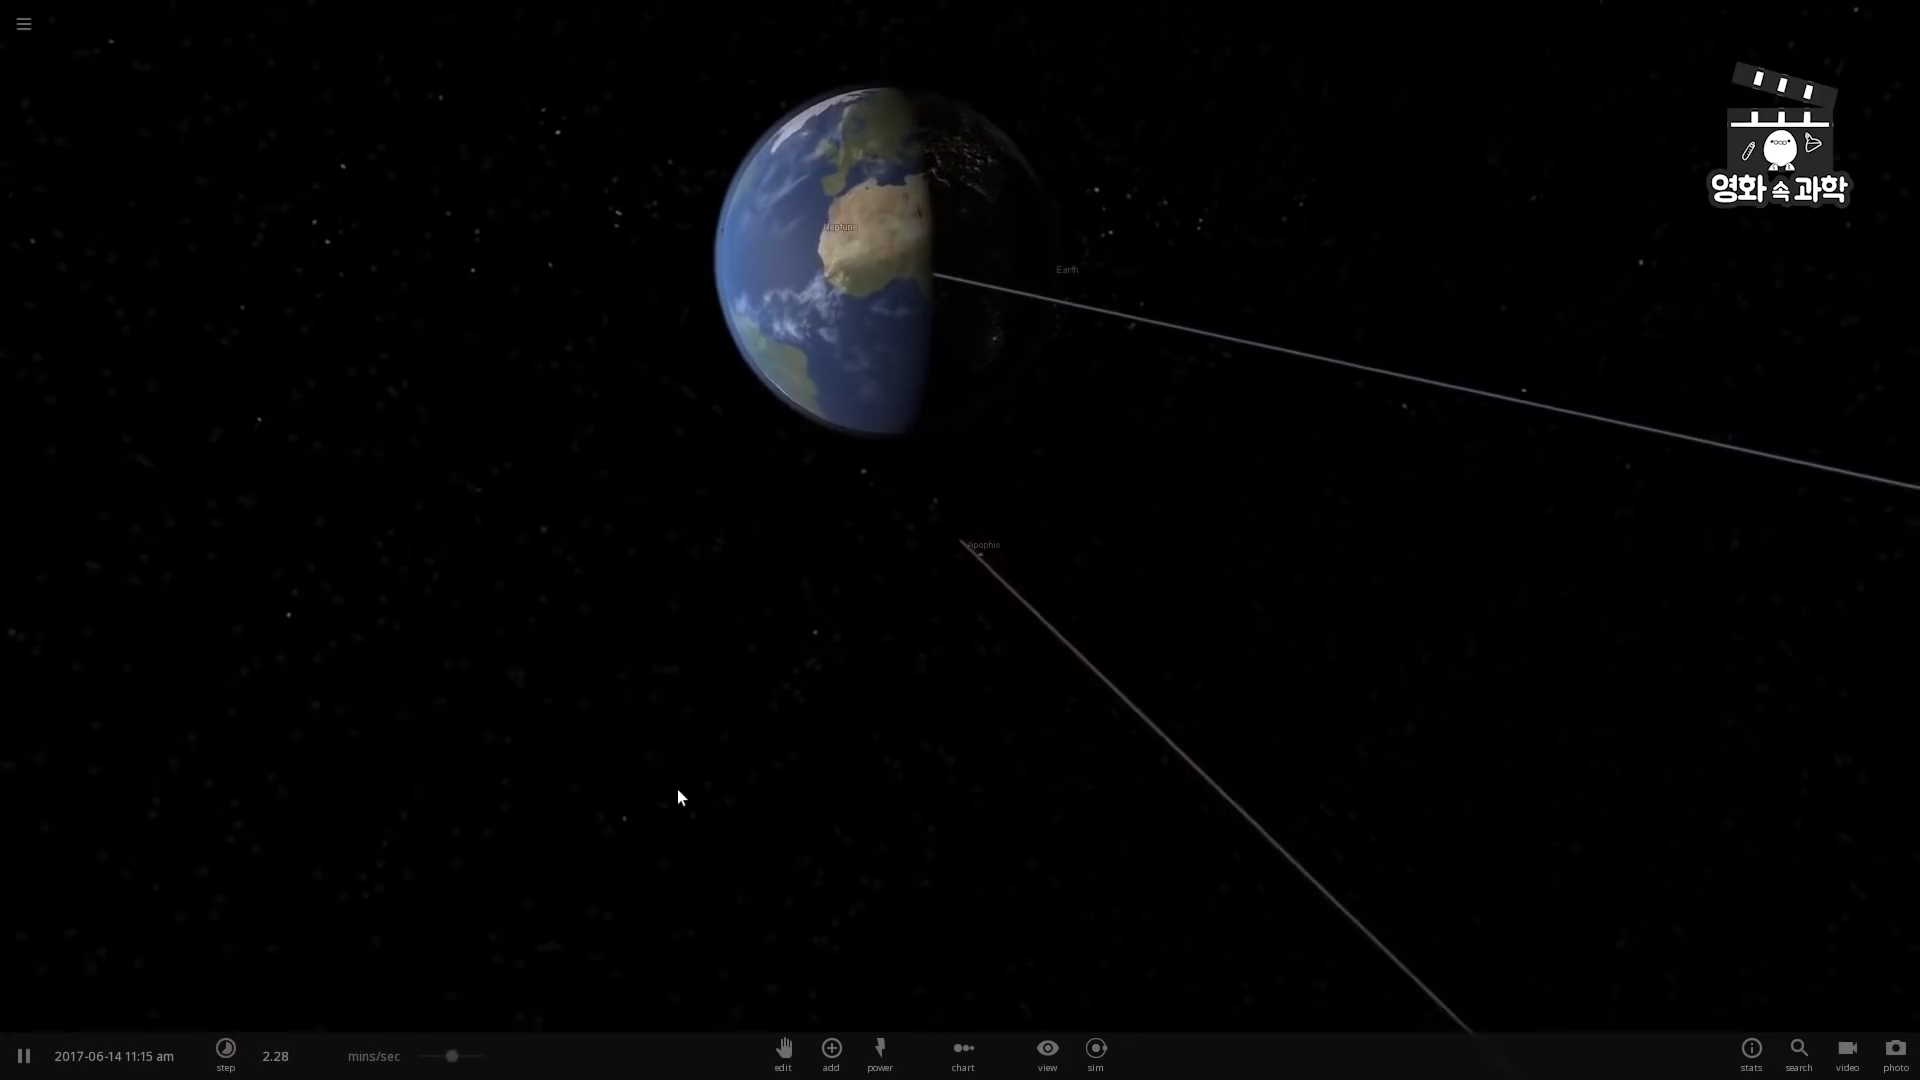 영화 속 과학
Neptune
Earth
Apophis
2017-06-14 11:15 am
step
2.28
mins/sec
edit
add
power
chart
view
sim
stats
search
video
photo